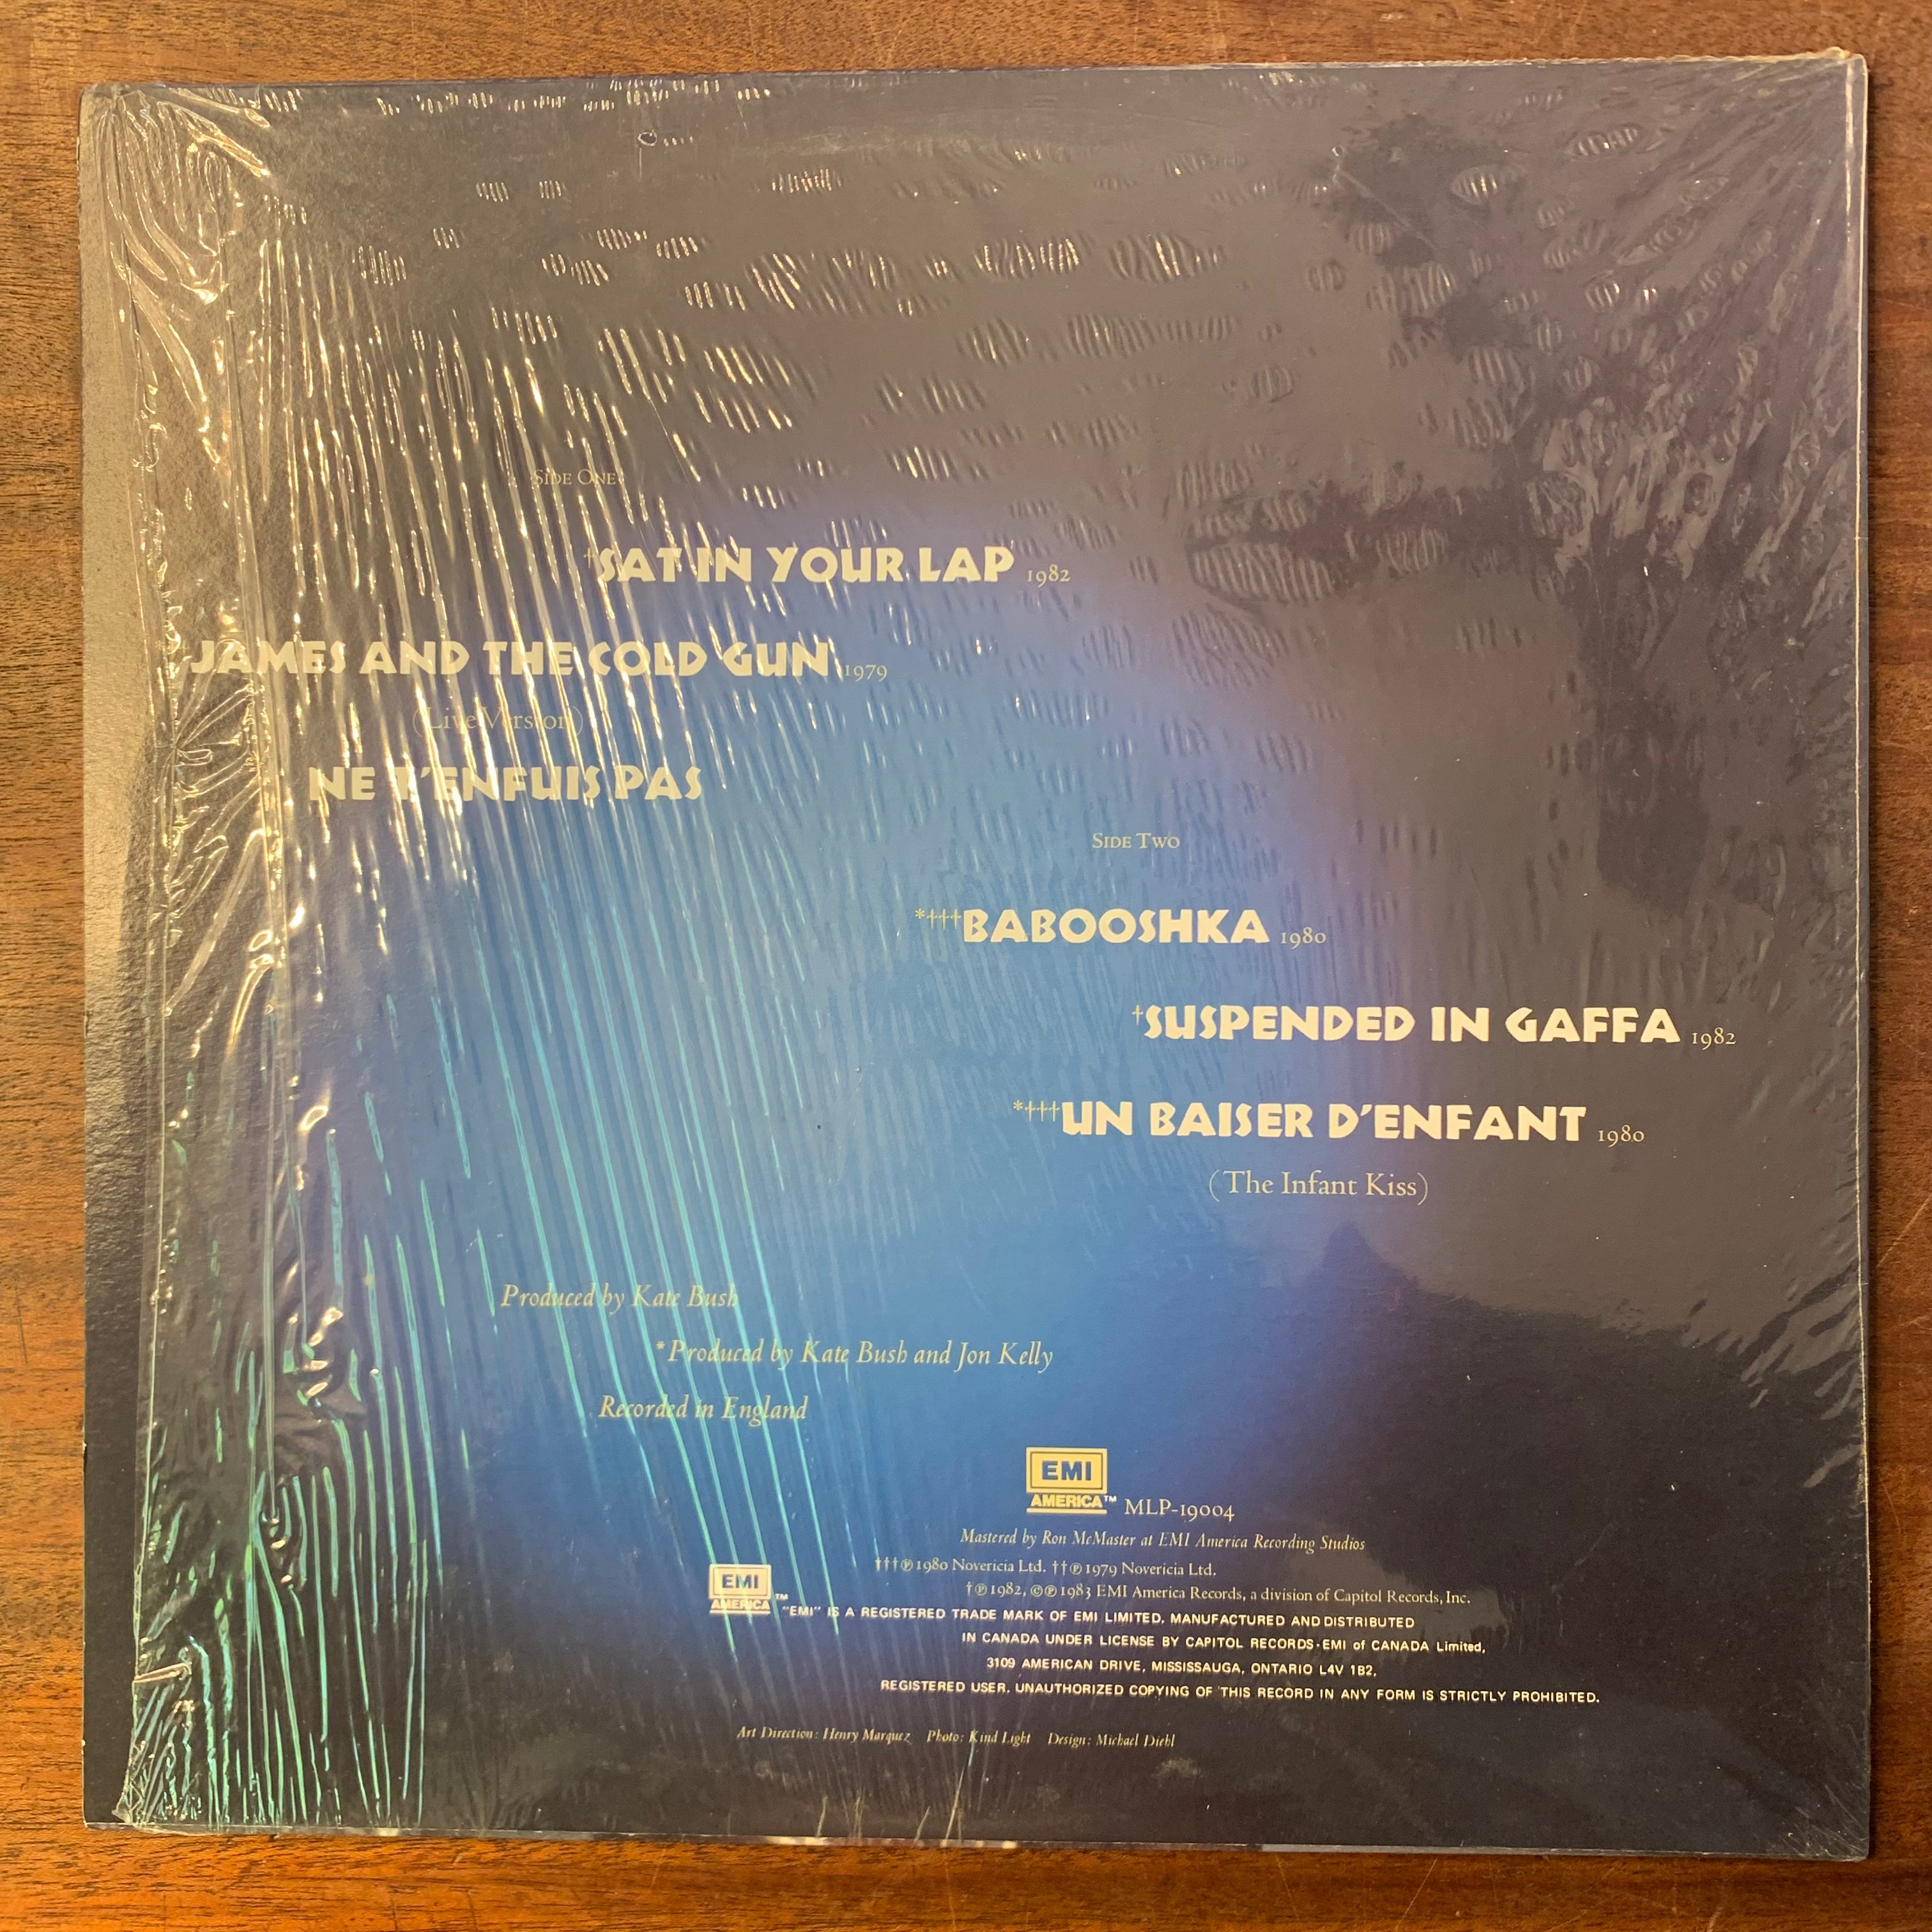 Side One
†SAT IN YOUR LAP 1982
JAMES AND THE COLD GUN 1979
(Live Version)
NE T'ENFUIS PAS
Side Two
*†††BABOOSHKA 1980
†SUSPENDED IN GAFFA 1982
*†††UN BAISER D'ENFANT 1980
(The Infant Kiss)
Produced by Kate Bush
*Produced by Kate Bush and Jon Kelly
Recorded in England
EMI
AMERICA™ MLP-19004
Mastered by Ron McMaster at EMI America Recording Studios
†††℗1980 Novericia Ltd. ††℗1979 Novericia Ltd.
†℗1982, ©℗1983 EMI America Records, a division of Capitol Records, Inc.
EMI
AMERICA™ "EMI" IS A REGISTERED TRADE MARK OF EMI LIMITED. MANUFACTURED AND DISTRIBUTED
IN CANADA UNDER LICENSE BY CAPITOL RECORDS-EMI of CANADA Limited,
3109 AMERICAN DRIVE, MISSISSAUGA, ONTARIO L4V 1B2,
REGISTERED USER. UNAUTHORIZED COPYING OF THIS RECORD IN ANY FORM IS STRICTLY PROHIBITED.
Art Direction: Henry Marquez Photo: Kind Light Design: Michael Diehl